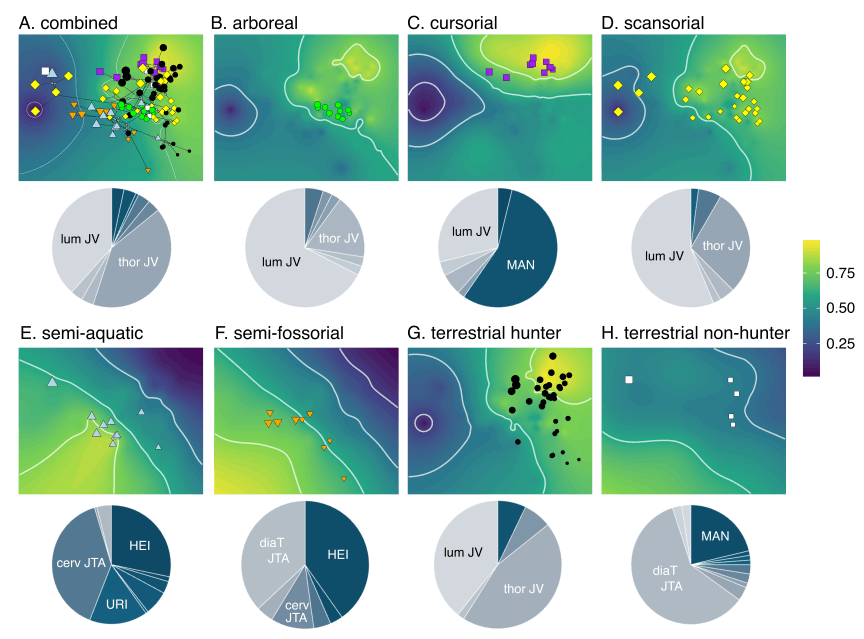 A. combined
B. arboreal
C. cursorial
D. scansorial
lum JV
thor JV
lum JV
thor JV
lum JV
MAN
lum JV
thor JV
0.75
0.50
0.25
E. semi-aquatic
F. semi-fossorial
G. terrestrial hunter
H. terrestrial non-hunter
cerv JTA
HEI
URI
diaT
JTA
HEI
cerv
JTA
lum JV
thor JV
MAN
diaT
JTA